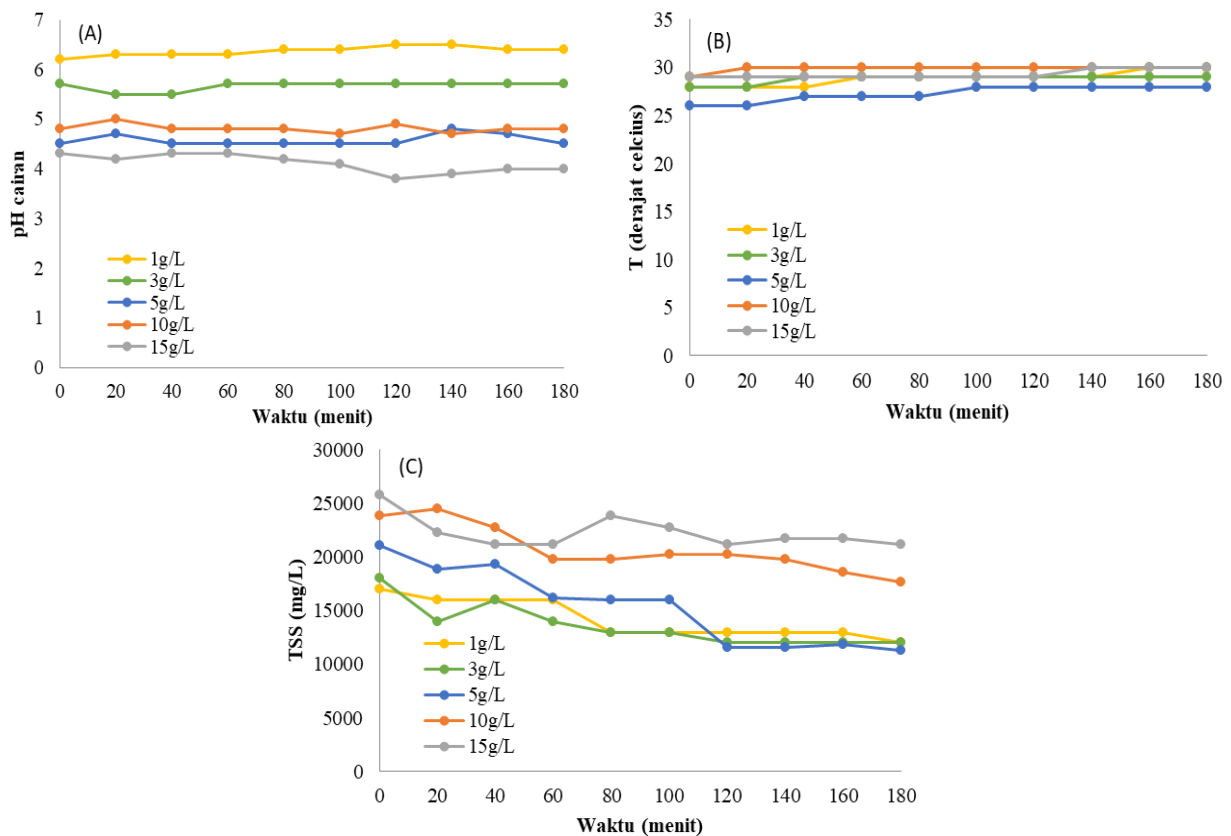 (A)
7
6
5
4
3
2
1
0
pH cairan
1g/L
3g/L
5g/L
10g/L
15g/L
0 20 40 60 80 100 120 140 160 180
Waktu (menit)
(B)
35
30
25
20
15
10
5
0
T (derajat celcius)
1g/L
3g/L
5g/L
10g/L
15g/L
0 20 40 60 80 100 120 140 160 180
Waktu (menit)
(C)
30000
25000
20000
15000
10000
5000
0
TSS (mg/L)
1g/L
3g/L
5g/L
10g/L
15g/L
0 20 40 60 80 100 120 140 160 180
Waktu (menit)